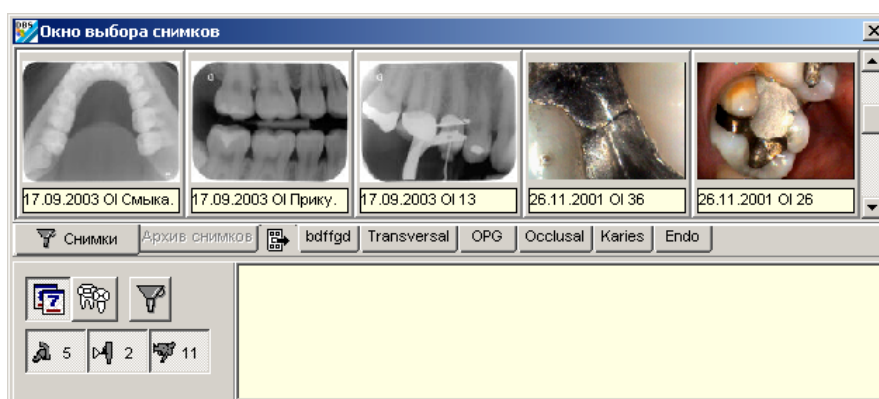 DBS Окно выбора снимков
17.09.2003 OI Смыка. 17.09.2003 OI Прику. 17.09.2003 OI 13 26.11.2001 OI 36 26.11.2001 OI 26
Снимки Архив снимков bdffgd Transversal OPG Occlusal Karies Endo
7
5 2 11